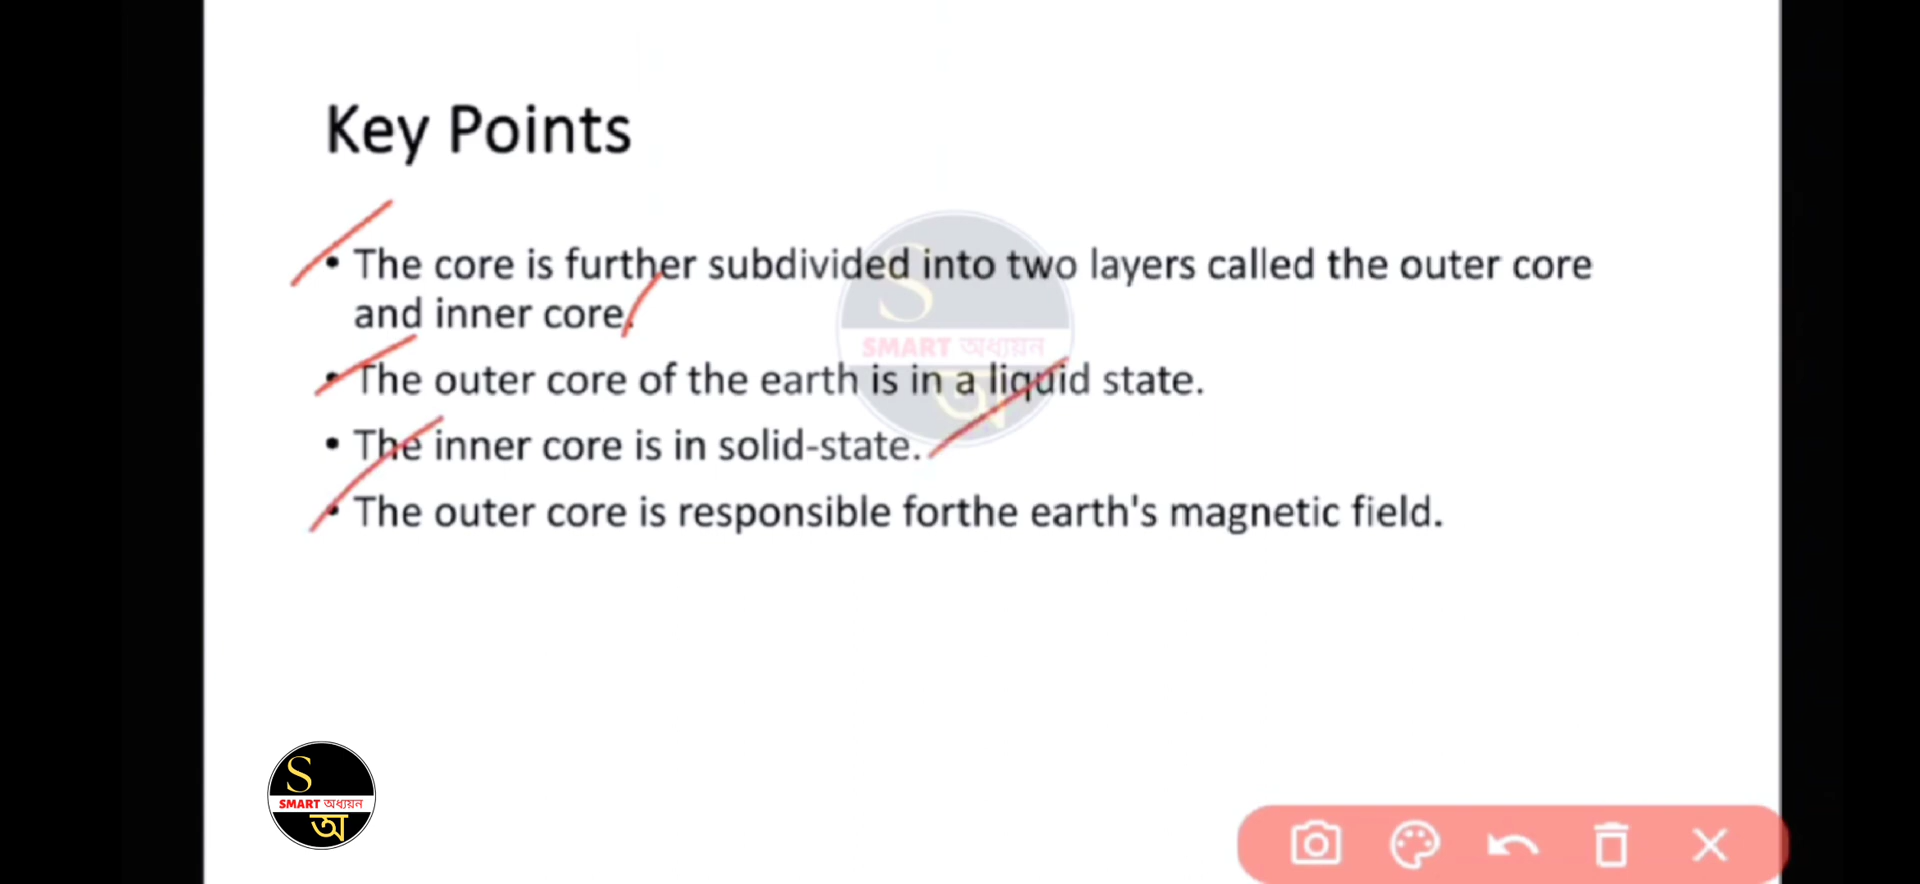 Key Points
• The core is further subdivided into two layers called the outer core
and inner core.
• The outer core of the earth is in a liquid state.
• The inner core is in solid-state.
• The outer core is responsible forthe earth's magnetic field.
S
SMART অধ্যয়ন
অ
S
SMART অধ্যয়ন
অ